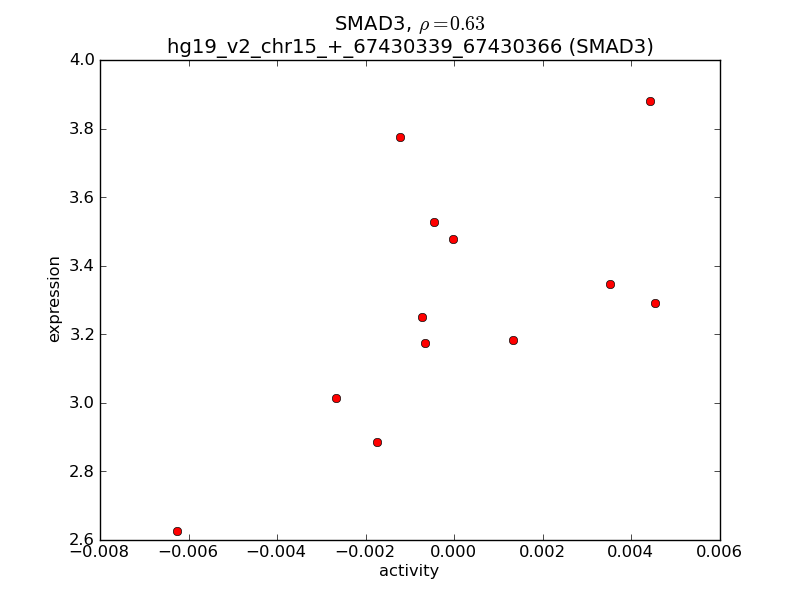 SMAD3, ρ=0.63
hg19_v2_chr15_+_67430339_67430366 (SMAD3)
4.0
3.8
3.6
3.4
3.2
3.0
2.8
2.6
expression
−0.008 −0.006 −0.004 −0.002 0.000 0.002 0.004 0.006
activity